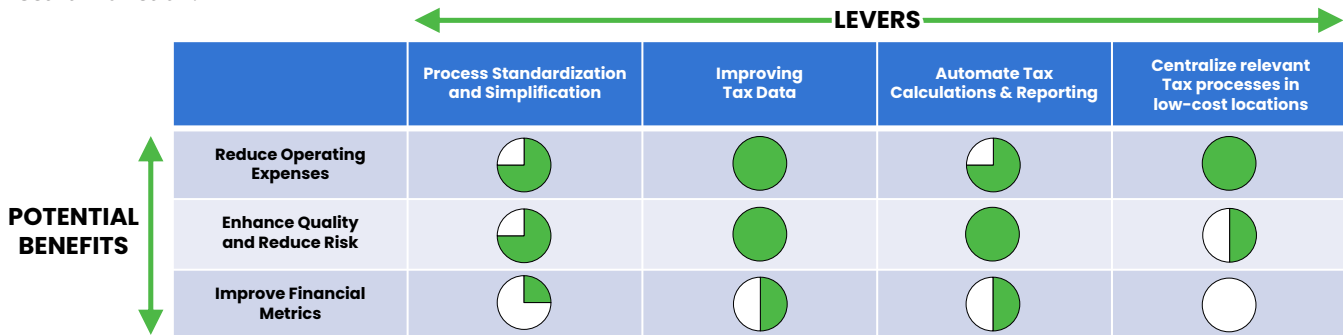 LEVERS
Process Standardization
and Simplification
Improving
Tax Data
Automate Tax
Calculations & Reporting
Centralize relevant
Tax processes in
low-cost locations
POTENTIAL
BENEFITS
Reduce Operating
Expenses
Enhance Quality
and Reduce Risk
Improve Financial
Metrics